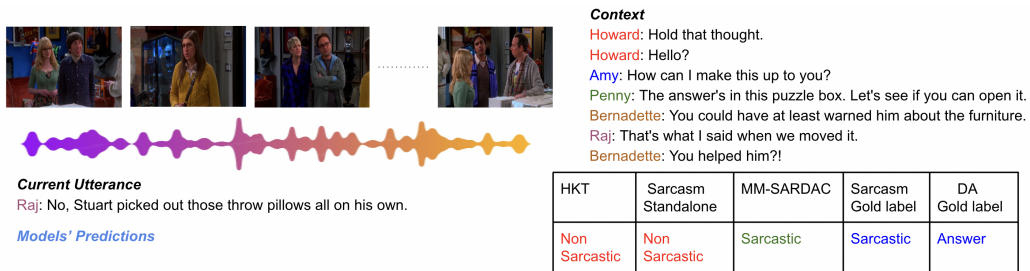 Context
Howard: Hold that thought.
Howard: Hello?
Amy: How can I make this up to you?
Penny: The answer's in this puzzle box. Let's see if you can open it.
Bernadette: You could have at least warned him about the furniture.
Raj: That's what I said when we moved it.
Bernadette: You helped him?!
Current Utterance
Raj: No, Stuart picked out those throw pillows all on his own.
Models' Predictions
HKT
Sarcasm
Standalone
MM-SARDAC
Sarcasm
Gold label
DA
Gold label
Non
Sarcastic
Non
Sarcastic
Sarcastic
Sarcastic
Answer